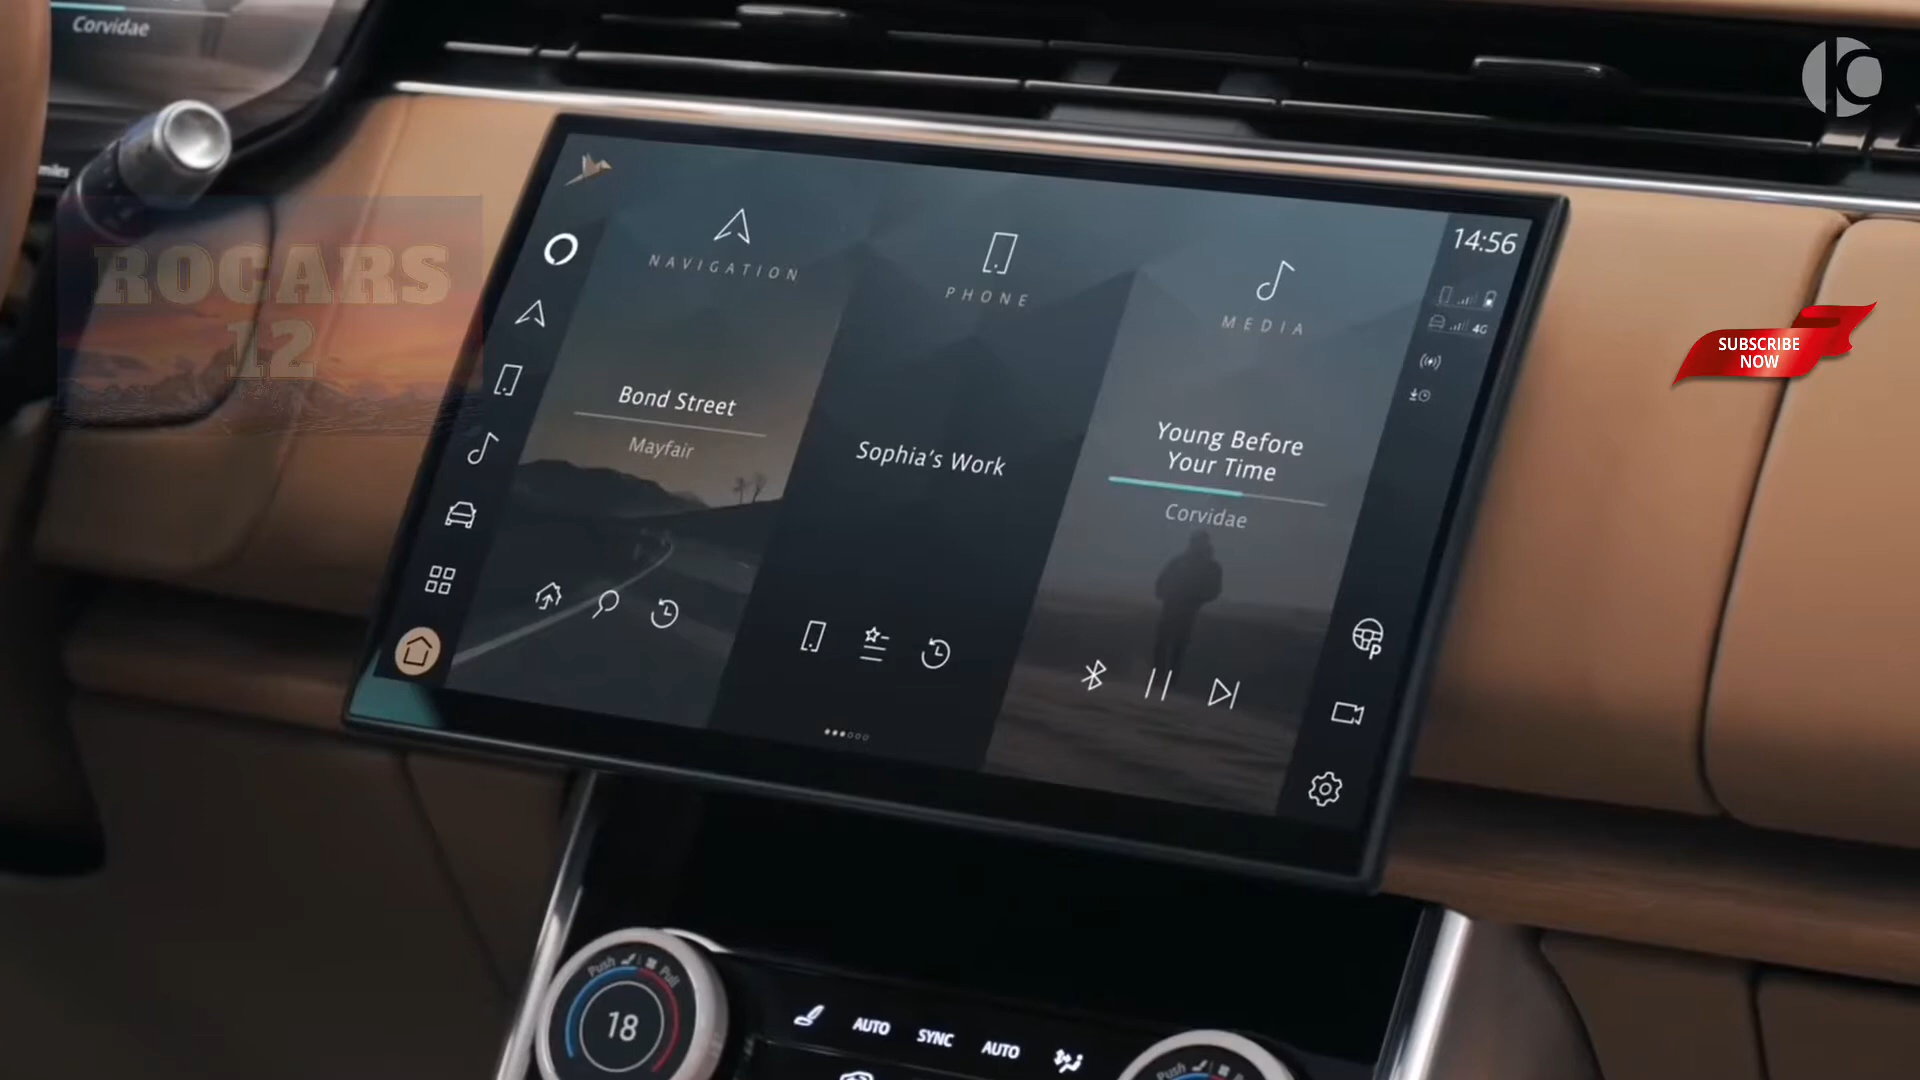 Corvidae
miles
ROCARS
12
14:56
NAVIGATION
PHONE
MEDIA
4G
SUBSCRIBE
NOW
Bond Street
Mayfair
Sophia's Work
Young Before
Your Time
Corvidae
P
Push
Pull
18
AUTO
SYNC
AUTO
Push